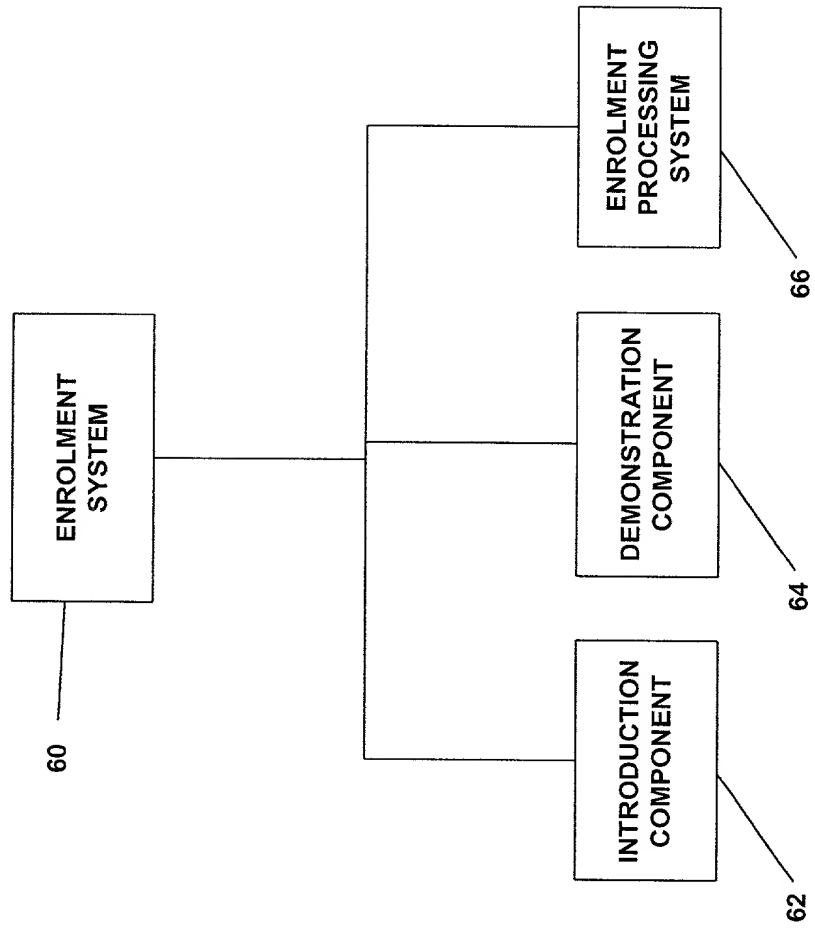 ENROLMENT
SYSTEM
60
INTRODUCTION
COMPONENT
62
DEMONSTRATION
COMPONENT
64
ENROLMENT
PROCESSING
SYSTEM
66